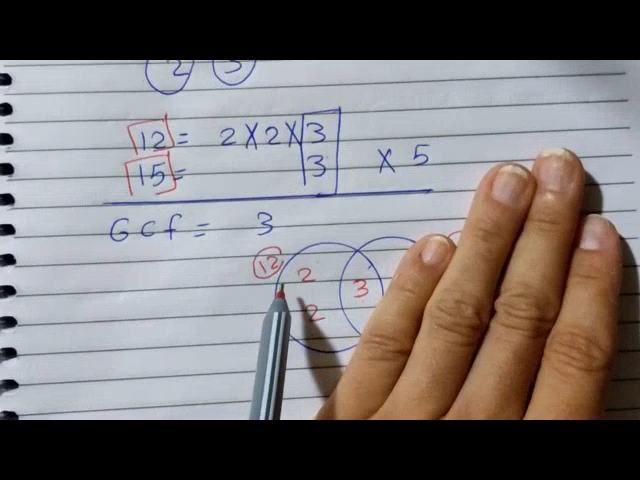 2 3
12 = 2 X 2 X 3
15 = 3 X 5
GCf = 3
12 2
3
2